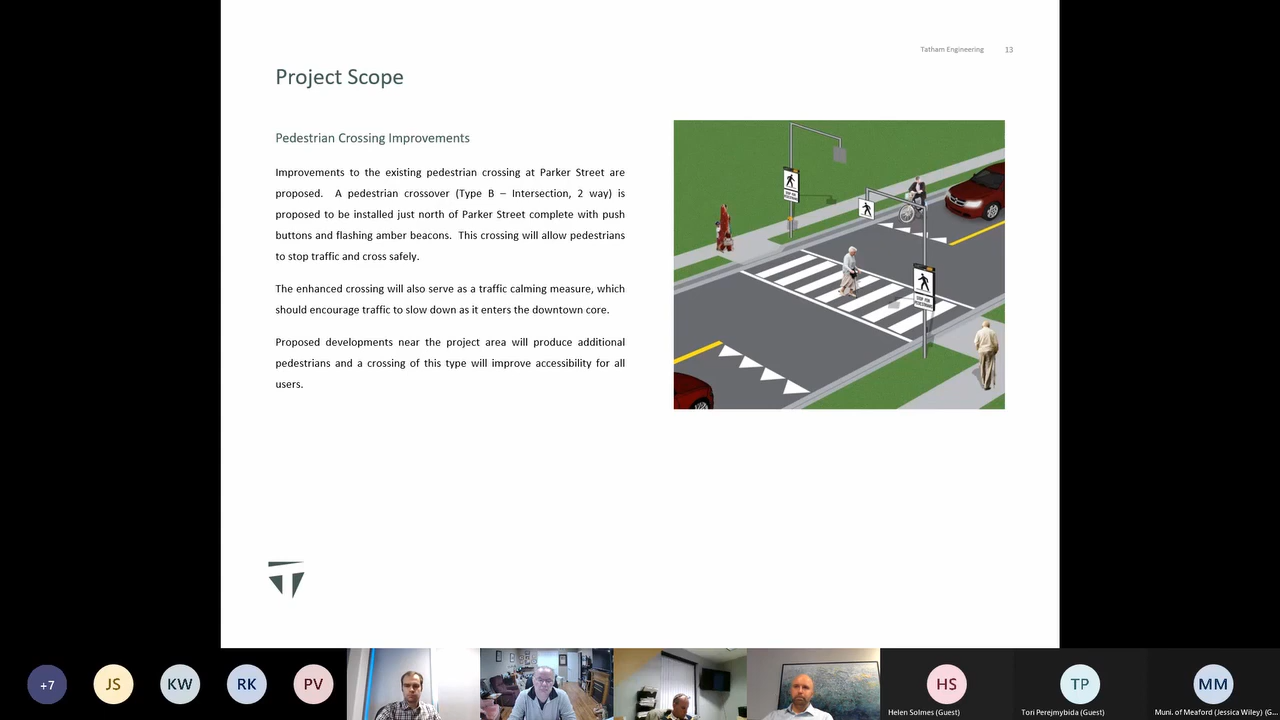 Tatham Engineering 13
Project Scope
Pedestrian Crossing Improvements
Improvements to the existing pedestrian crossing at Parker Street are
proposed. A pedestrian crossover (Type B – Intersection, 2 way) is
proposed to be installed just north of Parker Street complete with push
buttons and flashing amber beacons. This crossing will allow pedestrians
to stop traffic and cross safely.
The enhanced crossing will also serve as a traffic calming measure, which
should encourage traffic to slow down as it enters the downtown core.
Proposed developments near the project area will produce additional
pedestrians and a crossing of this type will improve accessibility for all
users.
STOP FOR
PEDESTRIANS
+7
JS
KW
RK
PV
HS
TP
MM
Helen Solmes (Guest)
Tori Perejmybida (Guest)
Muni. of Meaford (Jessica Wiley) (G...